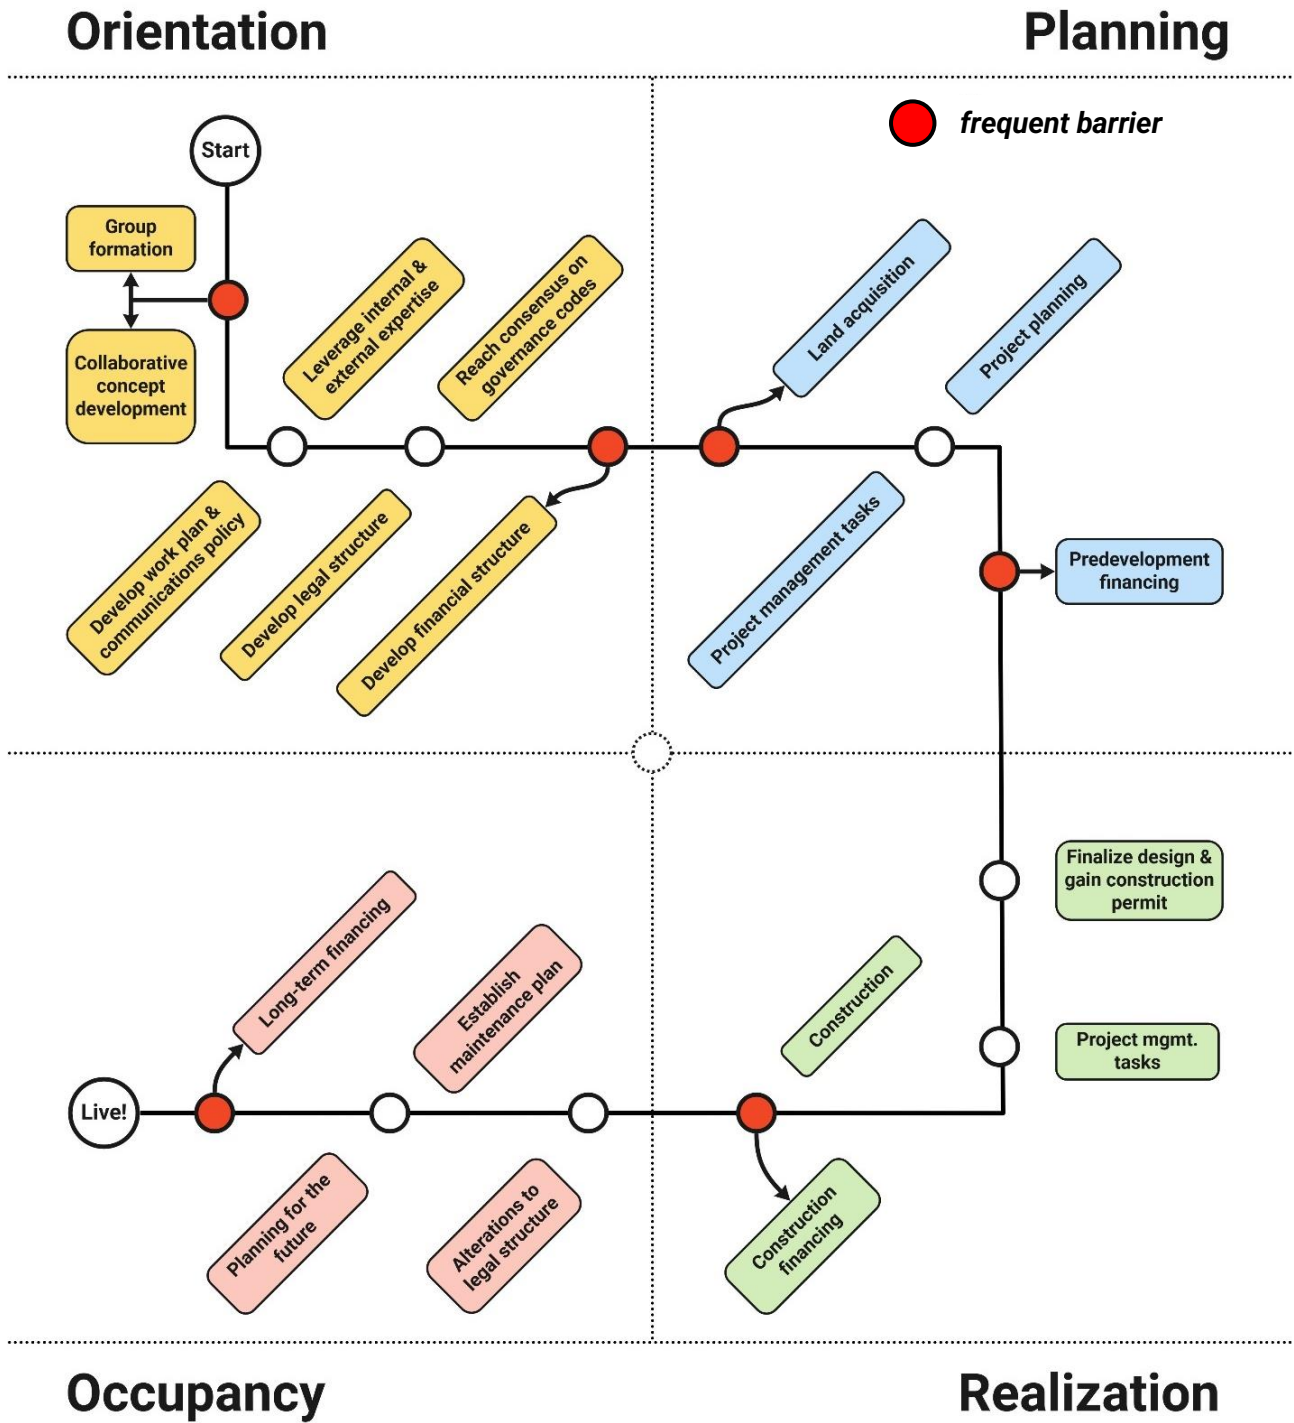 Orientation
Planning
frequent barrier
Start
Group
formation
Collaborative
concept
development
Leverage internal &
external expertise
Reach consensus on
governance codes
Land acquisition
Project planning
Develop work plan &
communications policy
Develop legal structure
Develop financial structure
Project management tasks
Predevelopment
financing
Finalize design &
gain construction
permit
Project mgmt.
tasks
Long-term financing
Establish
maintenance plan
Construction
Live!
Planning for the
future
Alterations to
legal structure
Construction
financing
Occupancy
Realization